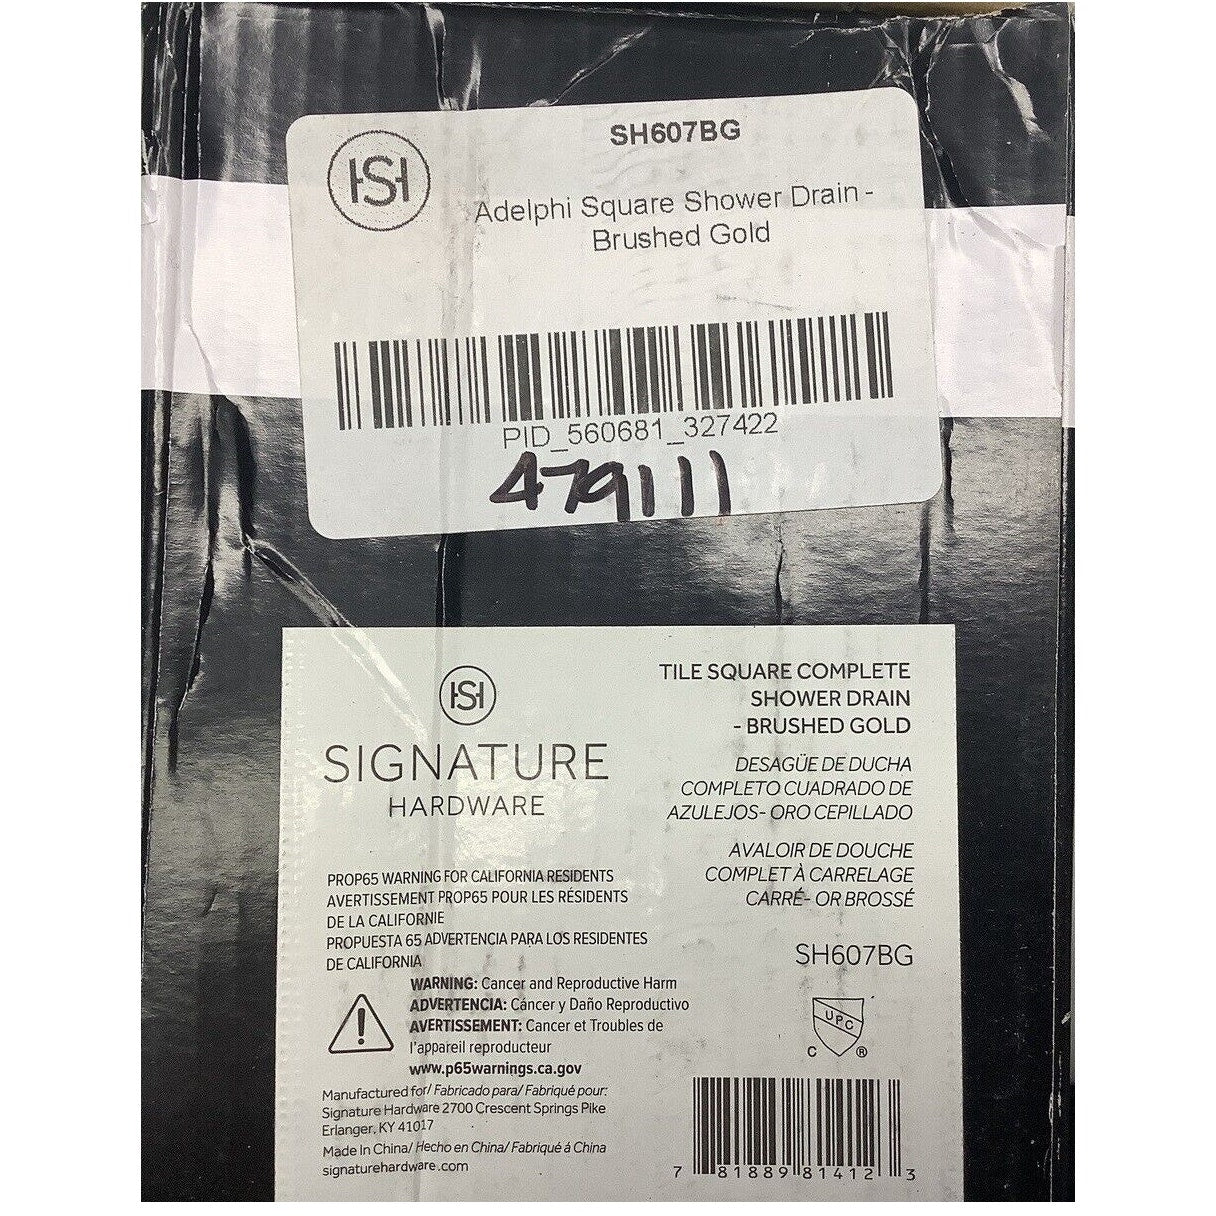 SH607BG
HSH
Adelphi Square Shower Drain -
Brushed Gold
PID_560681_327422
479111
HSH
SIGNATURE
HARDWARE
TILE SQUARE COMPLETE
SHOWER DRAIN
- BRUSHED GOLD
DESAGÜE DE DUCHA
COMPLETO CUADRADO DE
AZULEJOS- ORO CEPILLADO
AVALOIR DE DOUCHE
COMPLET À CARRELAGE
CARRÉ- OR BROSSÉ
SH607BG
PROP65 WARNING FOR CALIFORNIA RESIDENTS
AVERTISSEMENT PROP65 POUR LES RÉSIDENTS
DE LA CALIFORNIE
PROPUESTA 65 ADVERTENCIA PARA LOS RESIDENTES
DE CALIFORNIA
WARNING: Cancer and Reproductive Harm
ADVERTENCIA: Cáncer y Daño Reproductivo
AVERTISSEMENT: Cancer et Troubles de
l'appareil reproducteur
www.p65warnings.ca.gov
!
UPC
C ®
Manufactured for/ Fabricado para/ Fabriqué pour:
Signature Hardware 2700 Crescent Springs Pike
Erlanger, KY 41017
Made In China/ Hecho en China/ Fabriqué á China
signaturehardware.com
7 81889 81412 3